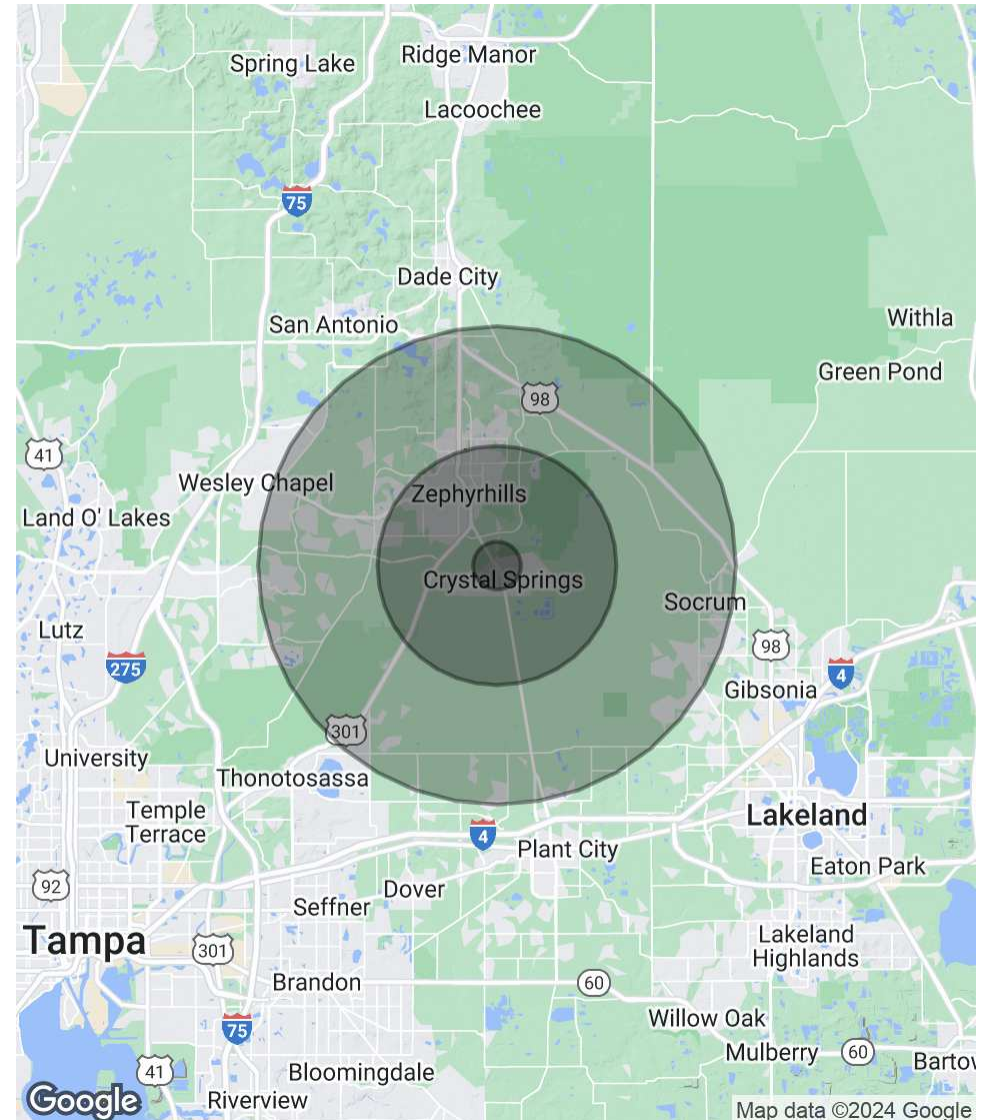 Spring Lake
Ridge Manor
Lacoochee
75
Dade City
San Antonio
Withla
Green Pond
98
41
Wesley Chapel
Zephyrhills
Land O' Lakes
Crystal Springs
Socrum
Lutz
98
275
4
Gibsonia
301
University
Thonotosassa
Temple
Terrace
Lakeland
4
Plant City
Eaton Park
92
Dover
Seffner
Tampa
301
Lakeland
Highlands
Brandon
60
Willow Oak
75
Mulberry
60
Bartow
41
Bloomingdale
Riverview
Google
Map data ©2024 Google